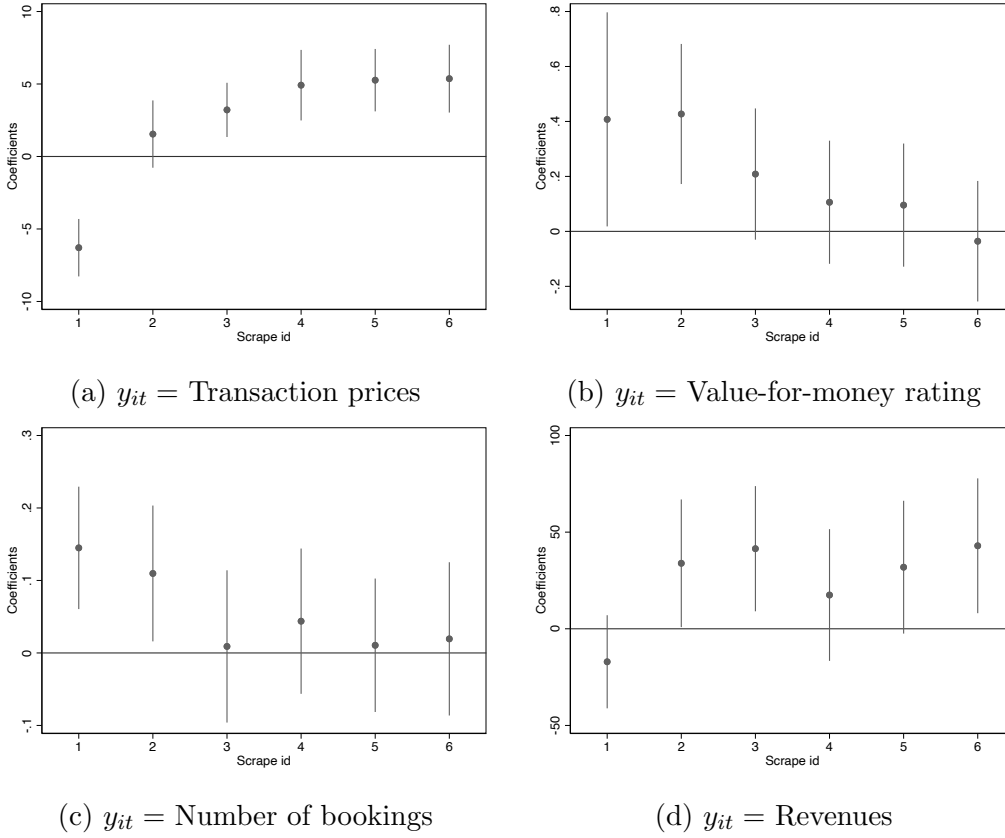 10
5
0
-5
-10
Coefficients
1 2 3 4 5 6
Scrape id
(a) y_it = Transaction prices
.8
.6
.4
.2
0
-.2
Coefficients
1 2 3 4 5 6
Scrape id
(b) y_it = Value-for-money rating
.3
.2
.1
0
-.1
Coefficients
1 2 3 4 5 6
Scrape id
(c) y_it = Number of bookings
100
50
0
-50
Coefficients
1 2 3 4 5 6
Scrape id
(d) y_it = Revenues